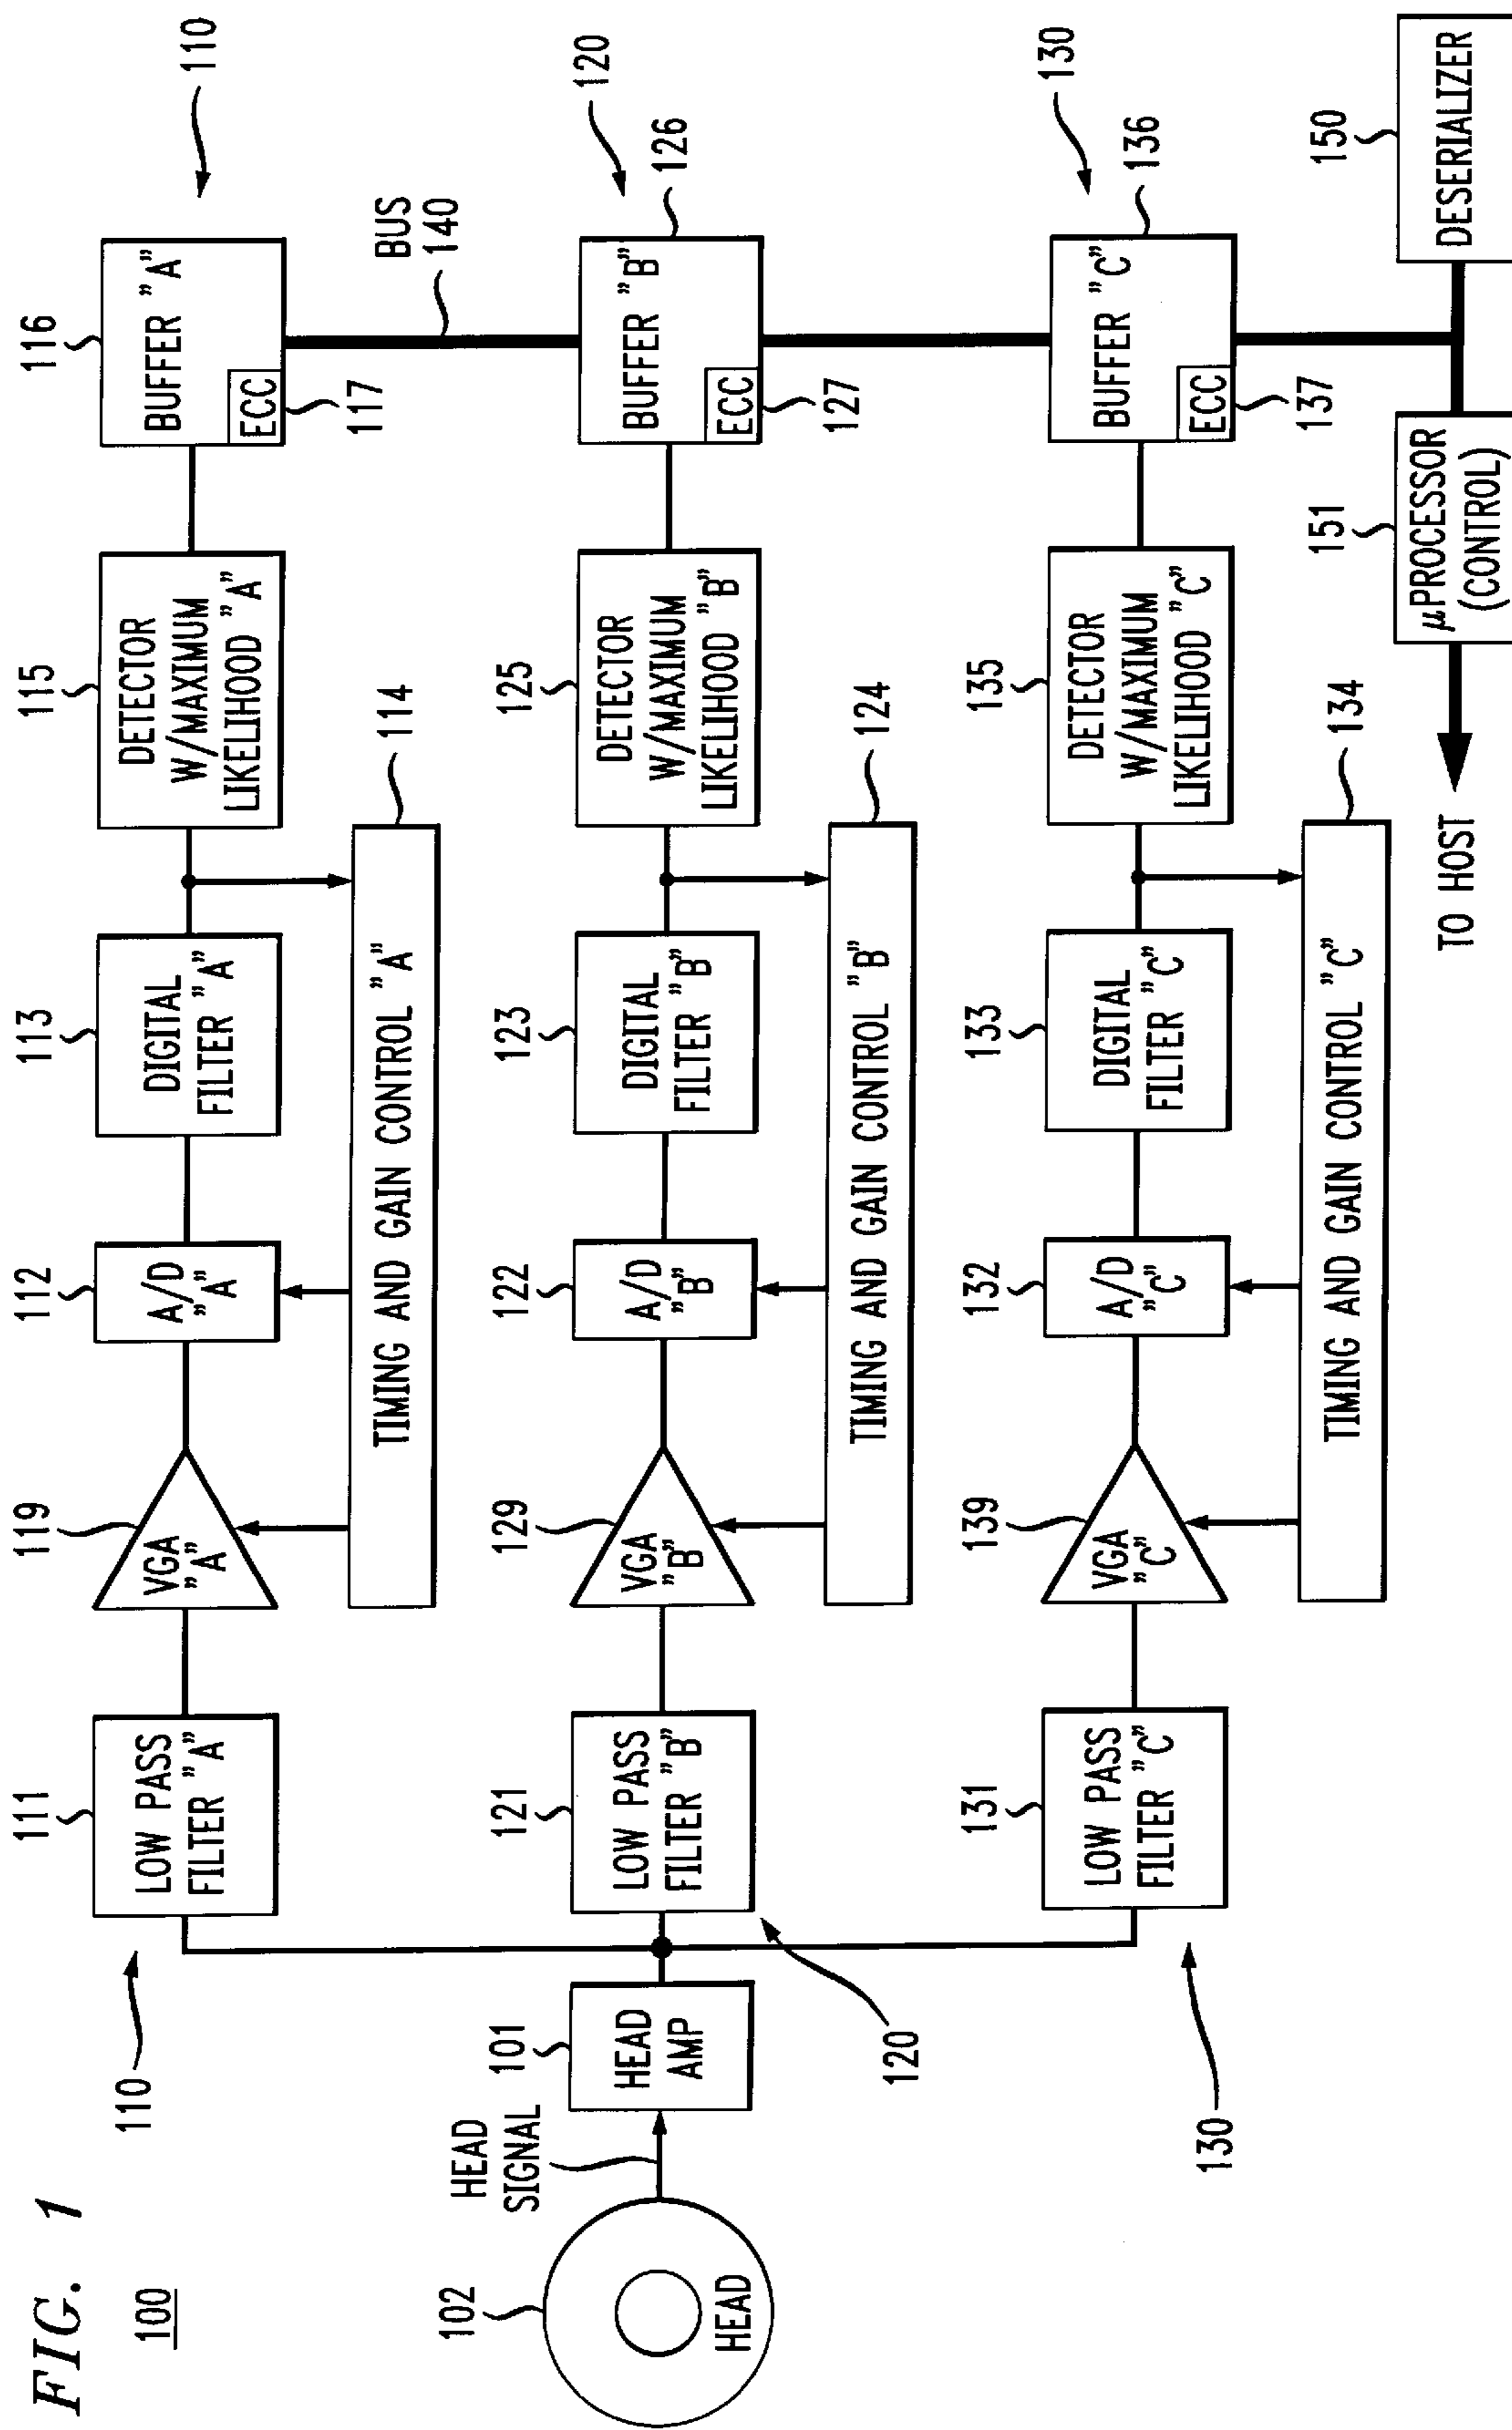 FIG. 1
100
110
111
LOW PASS
FILTER "A"
119
VGA
"A"
112
A/D
"A"
113
DIGITAL
FILTER "A"
115
DETECTOR
W/MAXIMUM
LIKELIHOOD "A"
116
BUFFER "A"
ECC
117
110
TIMING AND GAIN CONTROL "A"
114
BUS
140
102
HEAD
HEAD
SIGNAL
101
HEAD
AMP
120
121
LOW PASS
FILTER "B"
129
VGA
"B"
122
A/D
"B"
123
DIGITAL
FILTER "B"
125
DETECTOR
W/MAXIMUM
LIKELIHOOD "B"
BUFFER "B"
126
ECC
127
120
TIMING AND GAIN CONTROL "B"
124
130
131
LOW PASS
FILTER "C"
139
VGA
"C"
132
A/D
"C"
133
DIGITAL
FILTER "C"
135
DETECTOR
W/MAXIMUM
LIKELIHOOD "C"
BUFFER "C"
136
ECC
137
130
TIMING AND GAIN CONTROL "C"
134
TO HOST
151
μPROCESSOR
(CONTROL)
150
DESERIALIZER